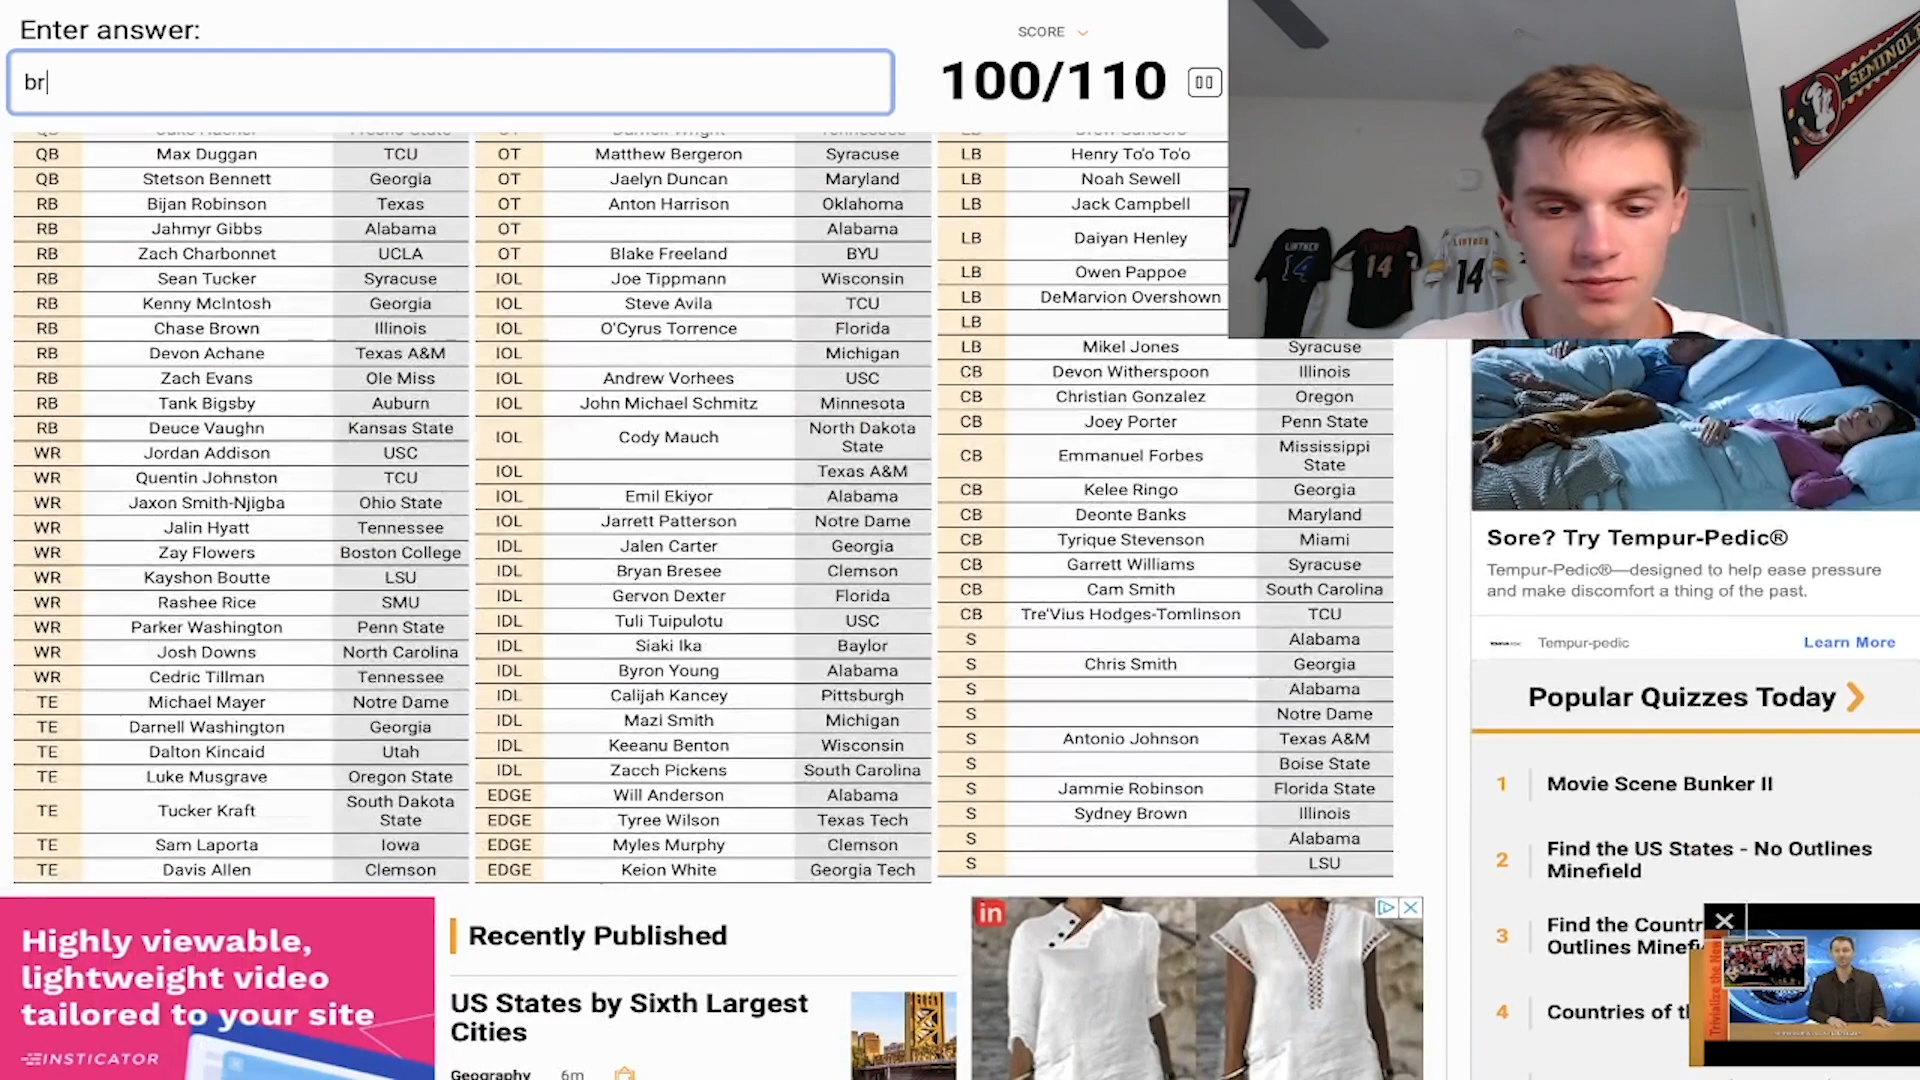 Enter answer:
br
SCORE
100/110
QB Max Duggan TCU
QB Stetson Bennett Georgia
RB Bijan Robinson Texas
RB Jahmyr Gibbs Alabama
RB Zach Charbonnet UCLA
RB Sean Tucker Syracuse
RB Kenny McIntosh Georgia
RB Chase Brown Illinois
RB Devon Achane Texas A&M
RB Zach Evans Ole Miss
RB Tank Bigsby Auburn
RB Deuce Vaughn Kansas State
WR Jordan Addison USC
WR Quentin Johnston TCU
WR Jaxon Smith-Njigba Ohio State
WR Jalin Hyatt Tennessee
WR Zay Flowers Boston College
WR Kayshon Boutte LSU
WR Rashee Rice SMU
WR Parker Washington Penn State
WR Josh Downs North Carolina
WR Cedric Tillman Tennessee
TE Michael Mayer Notre Dame
TE Darnell Washington Georgia
TE Dalton Kincaid Utah
TE Luke Musgrave Oregon State
TE Tucker Kraft South Dakota
State
TE Sam Laporta Iowa
TE Davis Allen Clemson
OT Matthew Bergeron Syracuse
OT Jaelyn Duncan Maryland
OT Anton Harrison Oklahoma
OT Alabama
OT Blake Freeland BYU
IOL Joe Tippmann Wisconsin
IOL Steve Avila TCU
IOL O'Cyrus Torrence Florida
IOL Michigan
IOL Andrew Vorhees USC
IOL John Michael Schmitz Minnesota
IOL Cody Mauch North Dakota
State
IOL Texas A&M
IOL Emil Ekiyor Alabama
IOL Jarrett Patterson Notre Dame
IDL Jalen Carter Georgia
IDL Bryan Bresee Clemson
IDL Gervon Dexter Florida
IDL Tuli Tuipulotu USC
IDL Siaki Ika Baylor
IDL Byron Young Alabama
IDL Calijah Kancey Pittsburgh
IDL Mazi Smith Michigan
IDL Keeanu Benton Wisconsin
IDL Zacch Pickens South Carolina
EDGE Will Anderson Alabama
EDGE Tyree Wilson Texas Tech
EDGE Myles Murphy Clemson
EDGE Keion White Georgia Tech
LB Henry To'o To'o
LB Noah Sewell
LB Jack Campbell
LB Daiyan Henley
LB Owen Pappoe
LB DeMarvion Overshown
LB
LB Mikel Jones Syracuse
CB Devon Witherspoon Illinois
CB Christian Gonzalez Oregon
CB Joey Porter Penn State
CB Emmanuel Forbes Mississippi
State
CB Kelee Ringo Georgia
CB Deonte Banks Maryland
CB Tyrique Stevenson Miami
CB Garrett Williams Syracuse
CB Cam Smith South Carolina
CB Tre'Vius Hodges-Tomlinson TCU
S Alabama
S Chris Smith Georgia
S Alabama
S Notre Dame
S Antonio Johnson Texas A&M
S Boise State
S Jammie Robinson Florida State
S Sydney Brown Illinois
S Alabama
S LSU
SEMINOL
LINTNER
14
14
LINTNER
14
Sore? Try Tempur-Pedic®
Tempur-Pedic®—designed to help ease pressure
and make discomfort a thing of the past.
Tempur-pedic
Learn More
Popular Quizzes Today
1 Movie Scene Bunker II
2 Find the US States - No Outlines
Minefield
3 Find the Countr
Outlines Minefi
4 Countries of t
Trivialize the News
Highly viewable,
lightweight video
tailored to your site
INSTICATOR
Recently Published
US States by Sixth Largest
Cities
Geography 6m
in